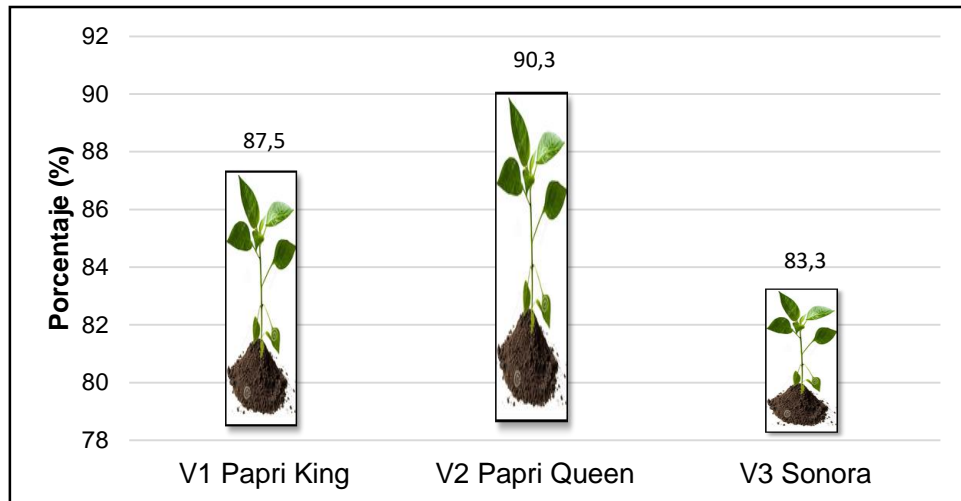 Porcentaje (%)
92
90
88
86
84
82
80
78
87,5
90,3
83,3
V1 Papri King
V2 Papri Queen
V3 Sonora